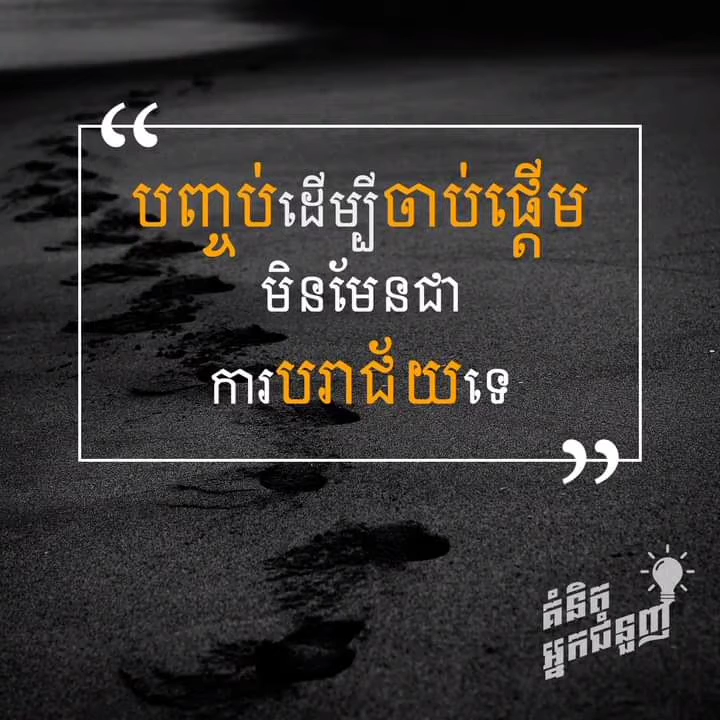 “
បញ្ចប់ដើម្បីចាប់ផ្ដើម
មិនមែនជា
ការបរាជ័យទេ
”
គំនិត
អ្នកជំនួញ